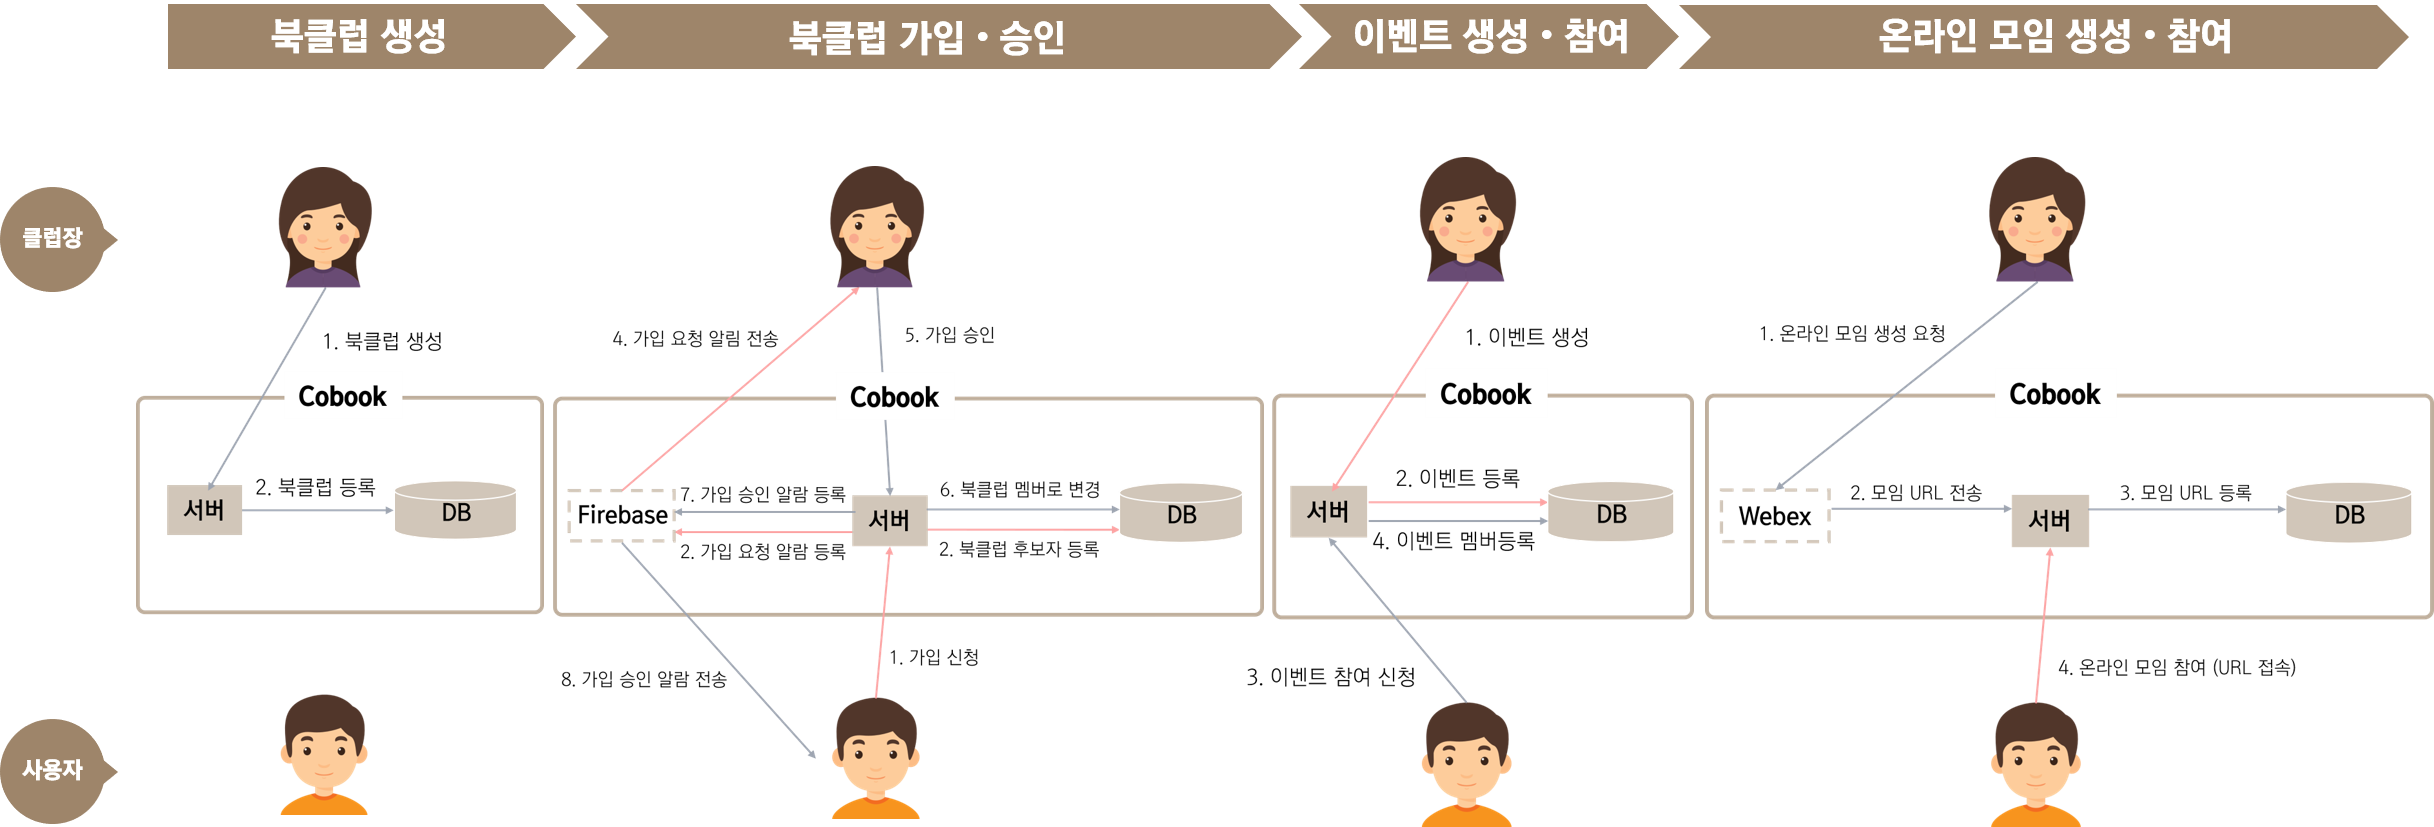 북클럽 생성
북클럽 가입 • 승인
이벤트 생성 • 참여
온라인 모임 생성 • 참여
클럽장
1. 북클럽 생성
Cobook
서버
2. 북클럽 등록
DB
4. 가입 요청 알림 전송
5. 가입 승인
Cobook
Firebase
7. 가입 승인 알람 등록
2. 가입 요청 알람 등록
서버
6. 북클럽 멤버로 변경
2. 북클럽 후보자 등록
DB
8. 가입 승인 알람 전송
1. 가입 신청
1. 이벤트 생성
Cobook
서버
2. 이벤트 등록
4. 이벤트 멤버등록
DB
3. 이벤트 참여 신청
1. 온라인 모임 생성 요청
Cobook
Webex
2. 모임 URL 전송
서버
3. 모임 URL 등록
DB
4. 온라인 모임 참여 (URL 접속)
사용자